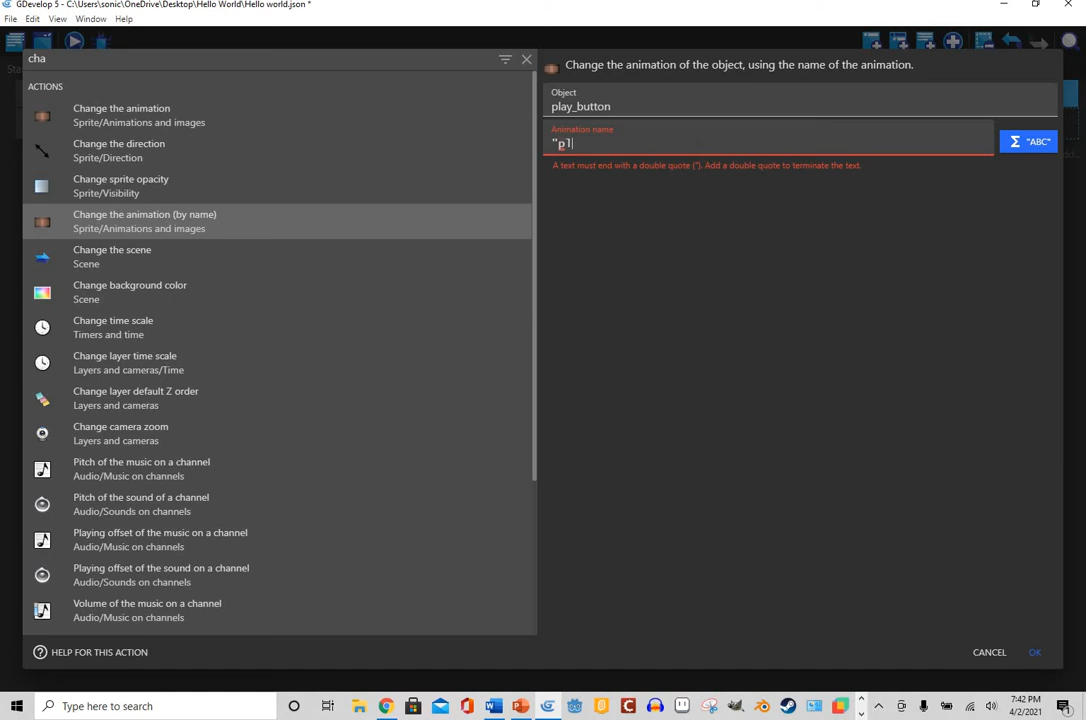 GDevelop 5 - C:\Users\sonic\OneDrive\Desktop\Hello World\Hello world.json *
File Edit View Window Help
cha
ACTIONS
Change the animation
Sprite/Animations and images
Change the direction
Sprite/Direction
Change sprite opacity
Sprite/Visibility
Change the animation (by name)
Sprite/Animations and images
Change the scene
Scene
Change background color
Scene
Change time scale
Timers and time
Change layer time scale
Layers and cameras/Time
Change layer default Z order
Layers and cameras
Change camera zoom
Layers and cameras
Pitch of the music on a channel
Audio/Music on channels
Pitch of the sound of a channel
Audio/Sounds on channels
Playing offset of the music on a channel
Audio/Music on channels
Playing offset of the sound on a channel
Audio/Sounds on channels
Volume of the music on a channel
Audio/Music on channels
HELP FOR THIS ACTION
Change the animation of the object, using the name of the animation.
Object
play_button
Animation name
"pl
Σ "ABC"
A text must end with a double quote ("). Add a double quote to terminate the text.
CANCEL OK
Type here to search
7:42 PM
4/2/2021